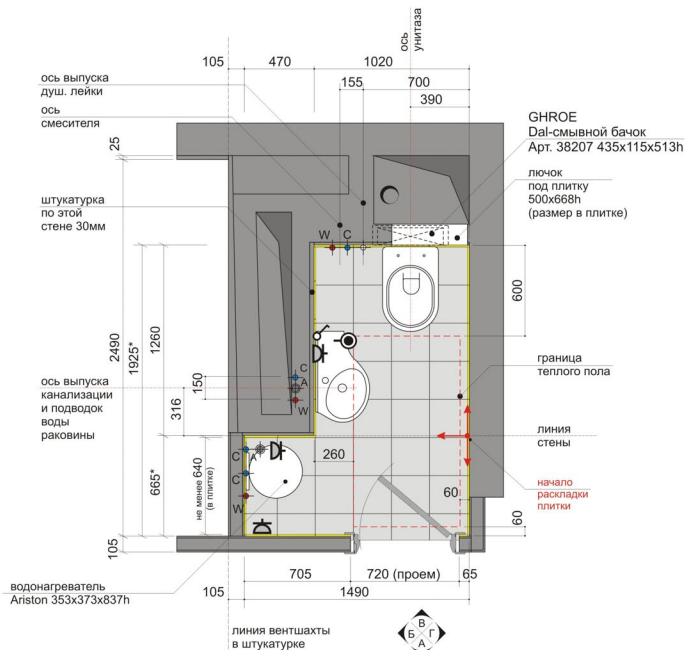 ось
унитаза
105
470
1020
155
700
390
ось выпуска
душ. лейки
ось
смесителя
GHROE
Dal-смывной бачок
Арт. 38207 435x115x513h
25
лючок
под плитку
500x668h
(размер в плитке)
штукатурка
по этой
стене 30мм
W
C
600
2490
1925*
1260
150
316
C
A
W
граница
теплого пола
ось выпуска
канализации
и подводок
воды
раковины
линия
стены
665*
не менее 640
(в плитке)
C
A
C
W
260
60
начало
раскладки
плитки
60
105
водонагреватель
Ariston 353x373x837h
705
720 (проем)
65
105
1490
линия вентшахты
в штукатурке
В
Б
Г
А